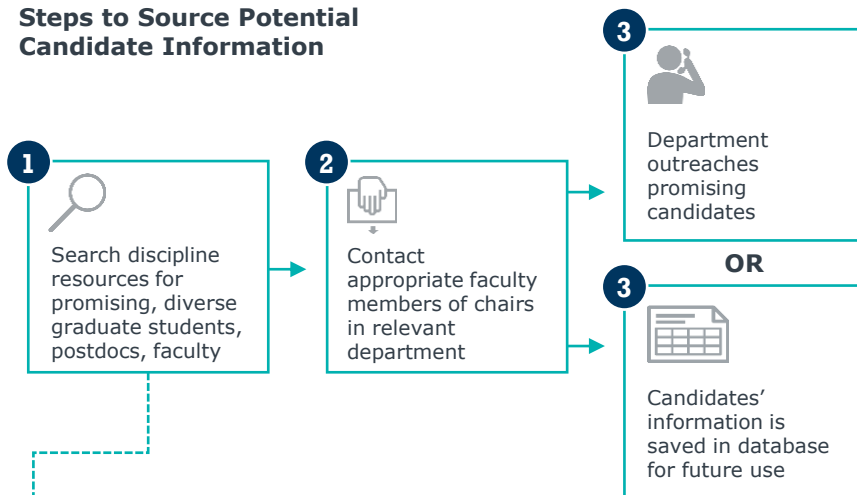 Steps to Source Potential
Candidate Information
1
Search discipline
resources for
promising, diverse
graduate students,
postdocs, faculty
2
Contact
appropriate faculty
members of chairs
in relevant
department
3
Department
outreaches
promising
candidates
OR
3
Candidates’
information is
saved in database
for future use